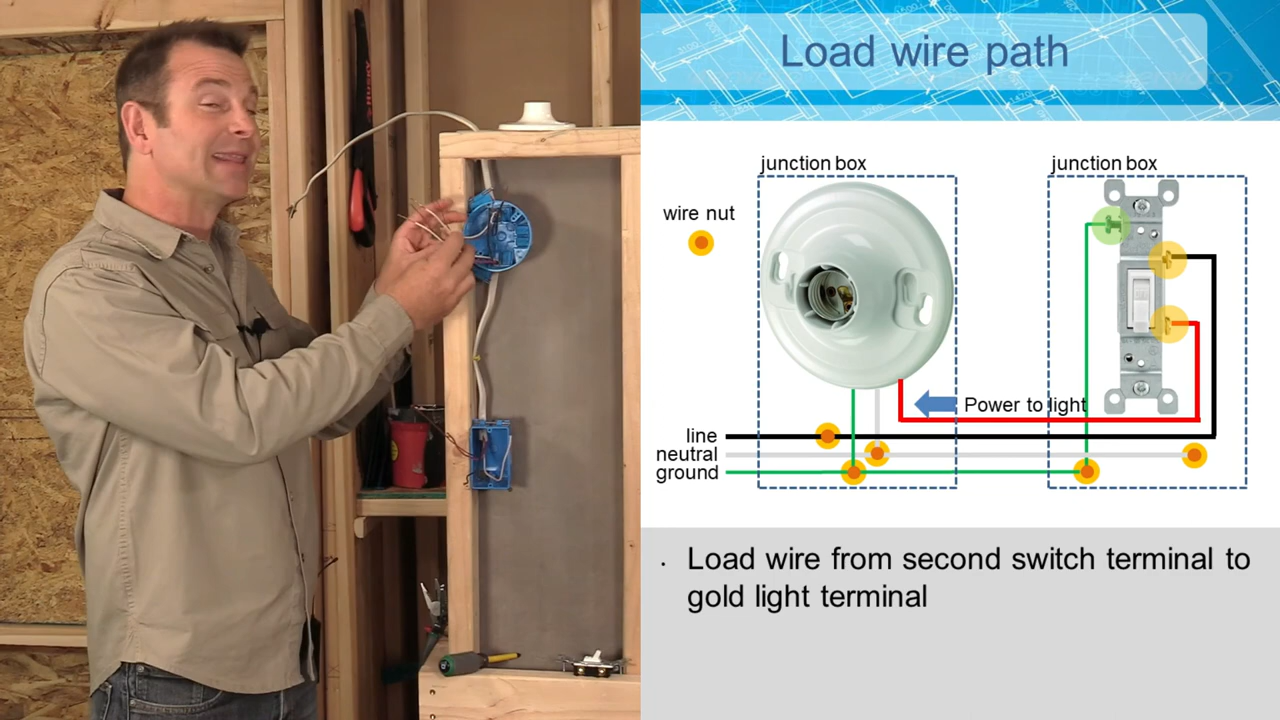 Load wire path
junction box
junction box
wire nut
Power to light
line
neutral
ground
· Load wire from second switch terminal to
gold light terminal
HUSKY